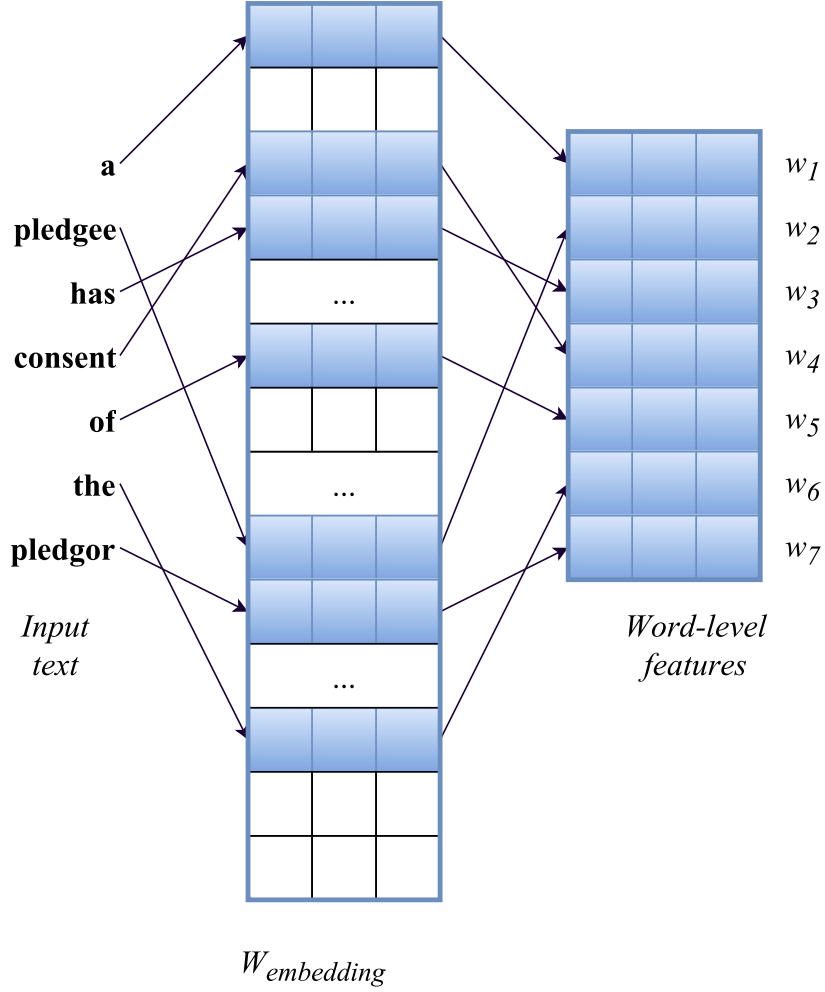 a
pledgee
has
consent
of
the
pledgor
Input
text
...
...
...
W_embedding
w_1
w_2
w_3
w_4
w_5
w_6
w_7
Word-level
features